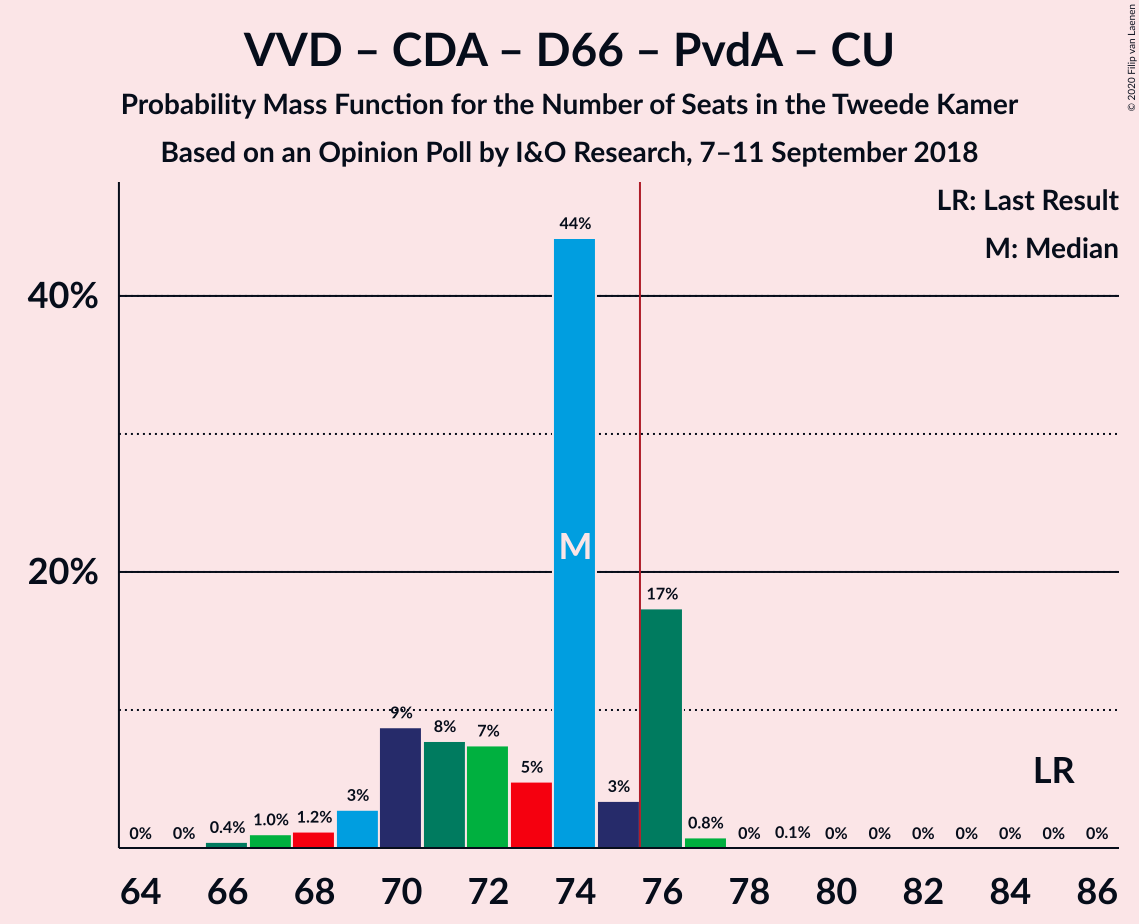 VVD – CDA – D66 – PvdA – CU
Probability Mass Function for the Number of Seats in the Tweede Kamer
Based on an Opinion Poll by I&O Research, 7–11 September 2018
© 2020 Filip van Laenen
LR: Last Result
M: Median
40%
20%
0% 0% 0.4% 1.0% 1.2% 3% 9% 8% 7% 5% 44% 3% 17% 0.8% 0% 0.1% 0% 0% 0% 0% 0% 0% 0%
M
LR
64 66 68 70 72 74 76 78 80 82 84 86